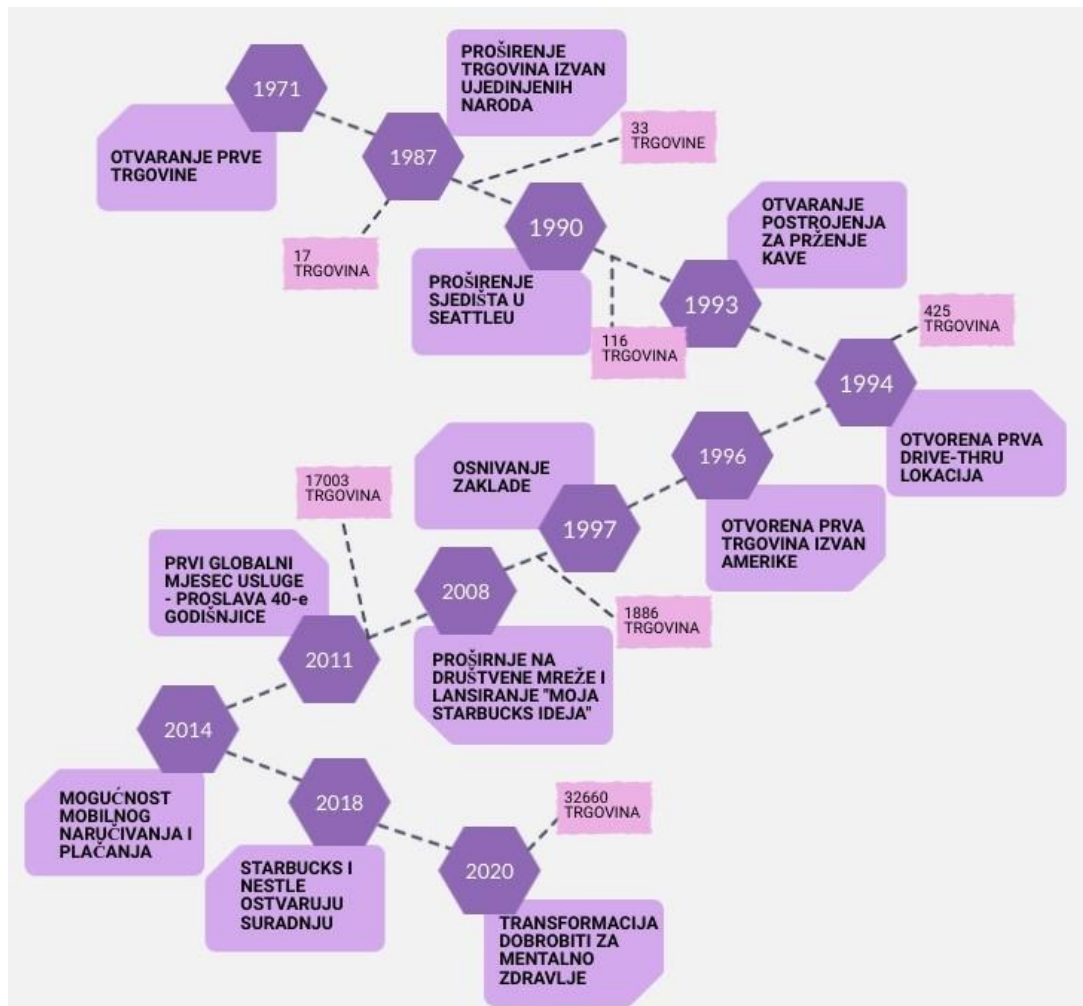 1971
OTVARANJE PRVE
TRGOVINE
PROŠIRENJE
TRGOVINA IZVAN
UJEDINJENIH
NARODA
1987
17
TRGOVINA
33
TRGOVINE
1990
PROŠIRENJE
SJEDIŠTA U
SEATTLEU
116
TRGOVINA
OTVARANJE
POSTROJENJA
ZA PRŽENJE
KAVE
1993
425
TRGOVINA
1994
OTVORENA PRVA
DRIVE-THRU
LOKACIJA
1996
OTVORENA PRVA
TRGOVINA IZVAN
AMERIKE
OSNIVANJE
ZAKLADE
1997
1886
TRGOVINA
2008
PROŠIRNJE NA
DRUŠTVENE MREŽE I
LANSIRANJE "MOJA
STARBUCKS IDEJA"
17003
TRGOVINA
PRVI GLOBALNI
MJESEC USLUGE
- PROSLAVA 40-e
GODIŠNJICE
2011
2014
MOGUĆNOST
MOBILNOG
NARUČIVANJA I
PLAČANJA
2018
STARBUCKS I
NESTLE
OSTVARUJU
SURADNJU
32660
TRGOVINA
2020
TRANSFORMACIJA
DOBROBITI ZA
MENTALNO
ZDRAVLJE